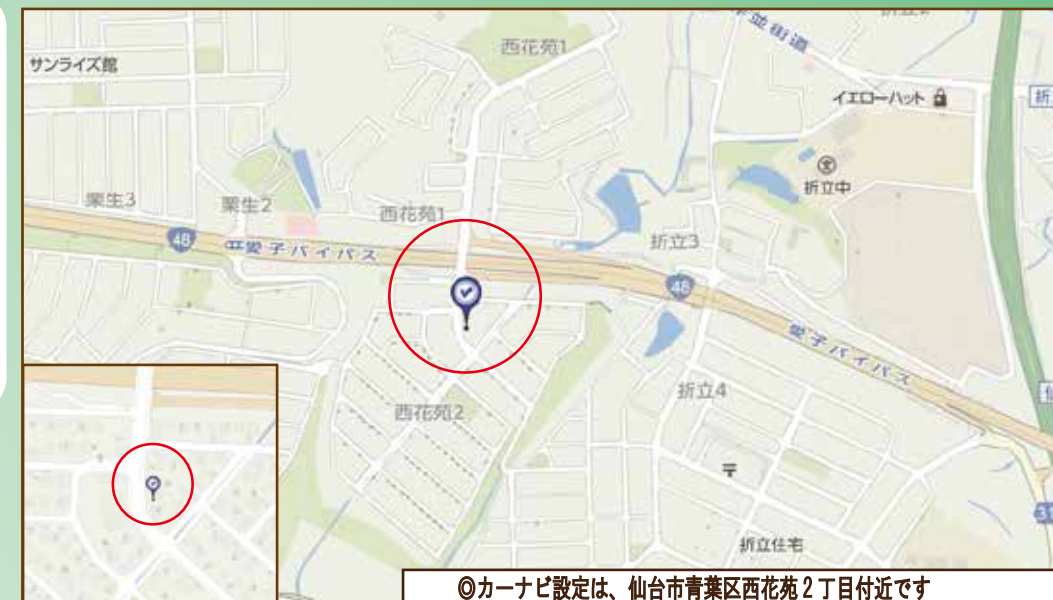 西花苑1
サンライズ館
イエローハット
折
折立中
栗生3
栗生2
西花苑1
48
愛子バイパス
折立3
48
愛子バイパス
折立4
西花苑2
〒
折立住宅
31
◎カーナビ設定は、仙台市青葉区西花苑２丁目付近です